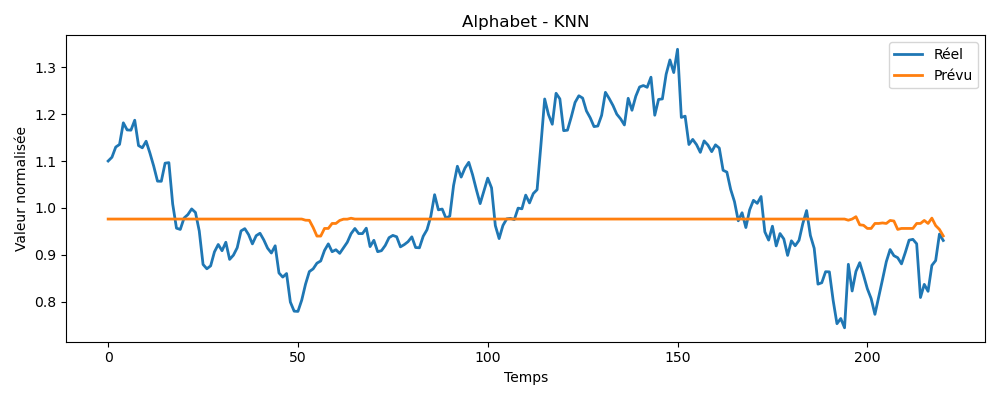 Alphabet - KNN
Réel
Prévu
Valeur normalisée
1.3
1.2
1.1
1.0
0.9
0.8
0 50 100 150 200
Temps